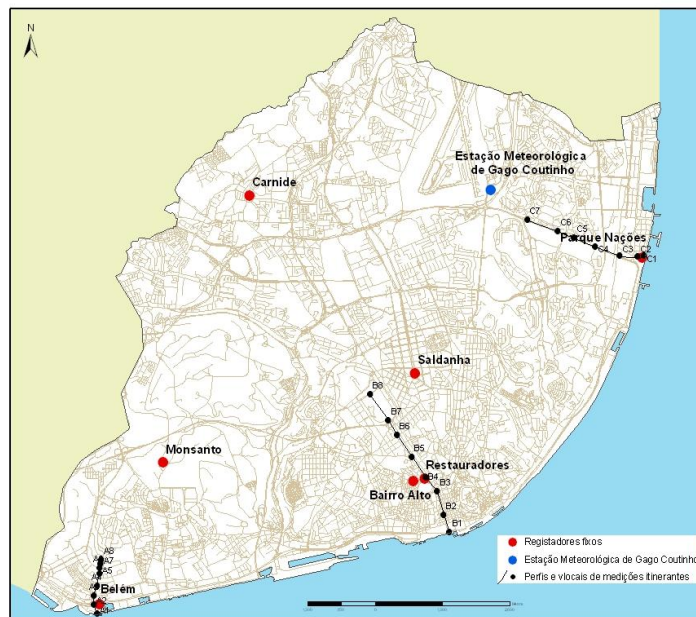 N
Estação Meteorológica
de Gago Coutinho
Carnide
C7
C6
C5
Parque Nações
C4
C3
C2
C1
Saldanha
B8
B7
B6
B5
Monsanto
Restauradores
B4
B3
Bairro Alto
B2
B1
A8
A7
A5
Belém
Registadores fixos
Estação Meteorológica de Gago Coutinho
Perfis e vlocais de medições itinerantes